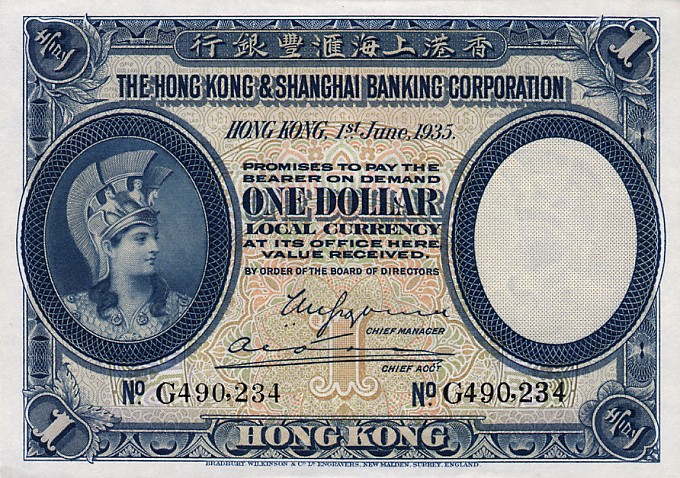 行銀豐滙海上港香
1
THE HONG KONG & SHANGHAI BANKING CORPORATION
HONG KONG, 1st June, 1935.
PROMISES TO PAY THE
BEARER ON DEMAND
ONE DOLLAR
LOCAL CURRENCY
AT ITS OFFICE HERE
VALUE RECEIVED.
BY ORDER OF THE BOARD OF DIRECTORS
CHIEF MANAGER
1
CHIEF ACCT
No. G490,234 No. G490,234
1
HONG KONG
BRADBURY, WILKINSON & Co. Ld. ENGRAVERS, NEW MALDEN, SURREY, ENGLAND.